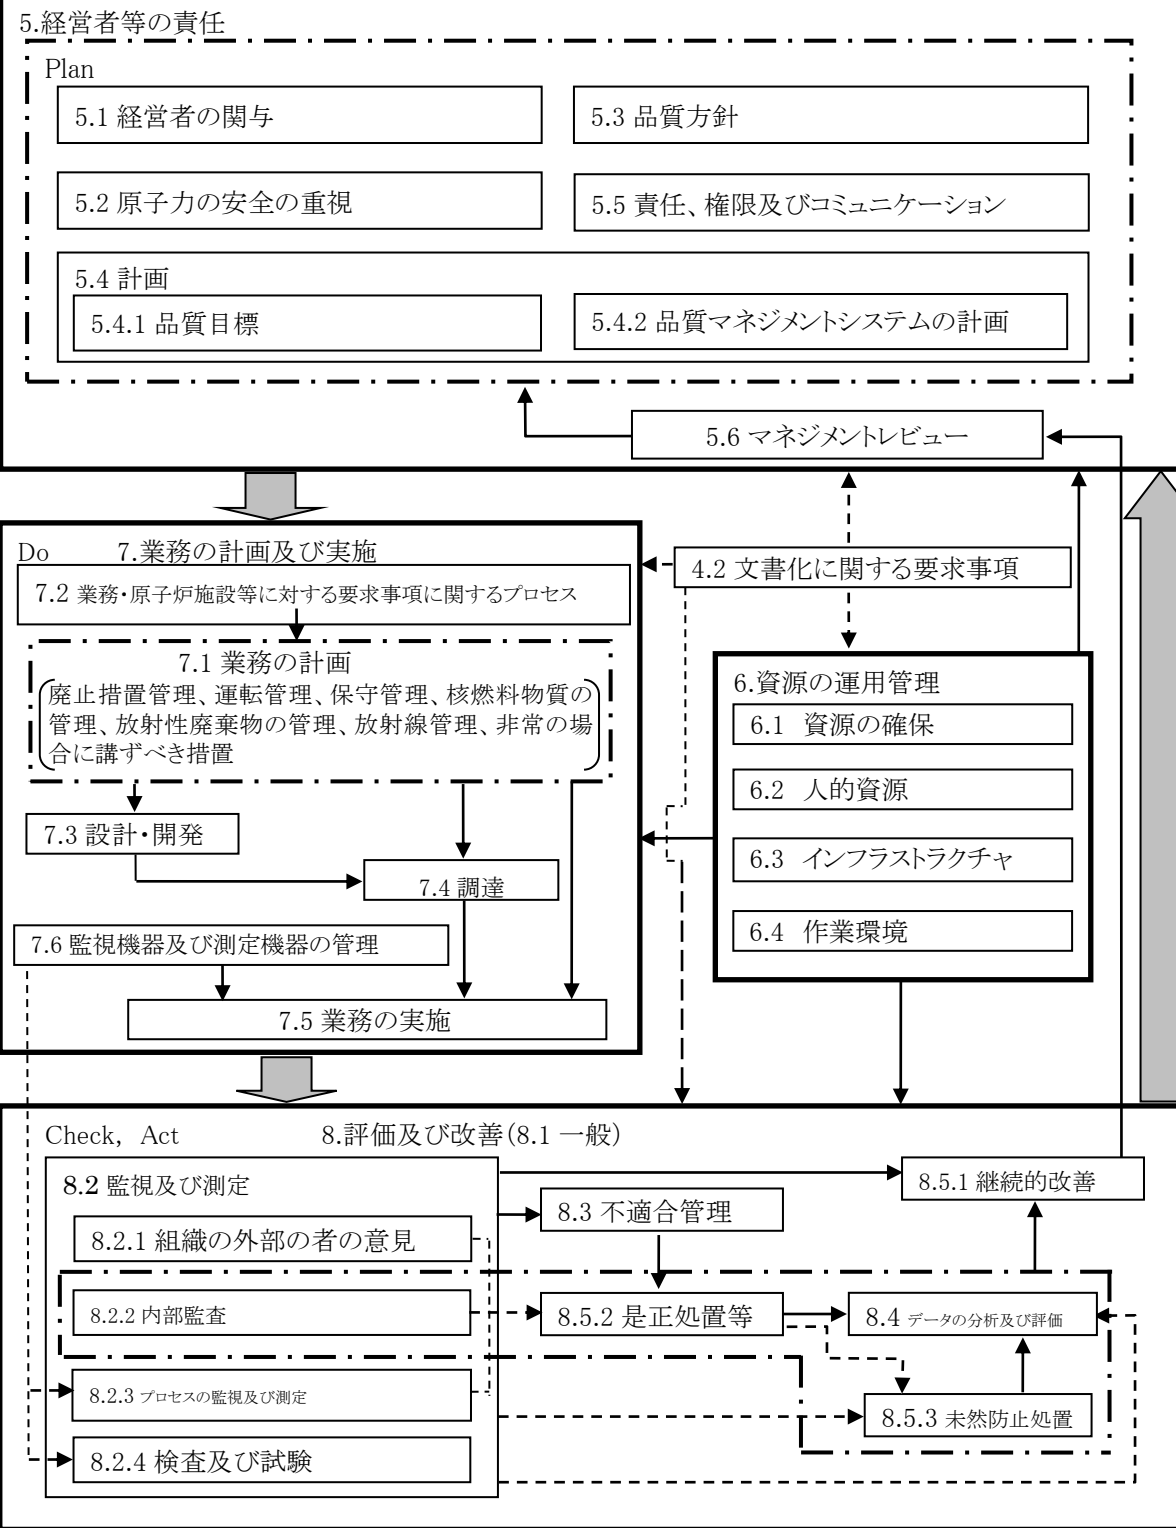 5.経営者等の責任
Plan
5.1 経営者の関与
5.3 品質方針
5.2 原子力の安全の重視
5.5 責任、権限及びコミュニケーション
5.4 計画
5.4.1 品質目標
5.4.2 品質マネジメントシステムの計画
5.6 マネジメントレビュー
Do 7.業務の計画及び実施
7.2 業務・原子炉施設等に対する要求事項に関するプロセス
4.2 文書化に関する要求事項
7.1 業務の計画
廃止措置管理、運転管理、保守管理、核燃料物質の
管理、放射性廃棄物の管理、放射線管理、非常の場
合に講ずべき措置
6.資源の運用管理
6.1 資源の確保
6.2 人的資源
6.3 インフラストラクチャ
6.4 作業環境
7.3 設計・開発
7.4 調達
7.6 監視機器及び測定機器の管理
7.5 業務の実施
Check, Act 8.評価及び改善(8.1 一般)
8.2 監視及び測定
8.5.1 継続的改善
8.3 不適合管理
8.2.1 組織の外部の者の意見
8.2.2 内部監査
8.5.2 是正処置等
8.4 データの分析及び評価
8.2.3 プロセスの監視及び測定
8.5.3 未然防止処置
8.2.4 検査及び試験